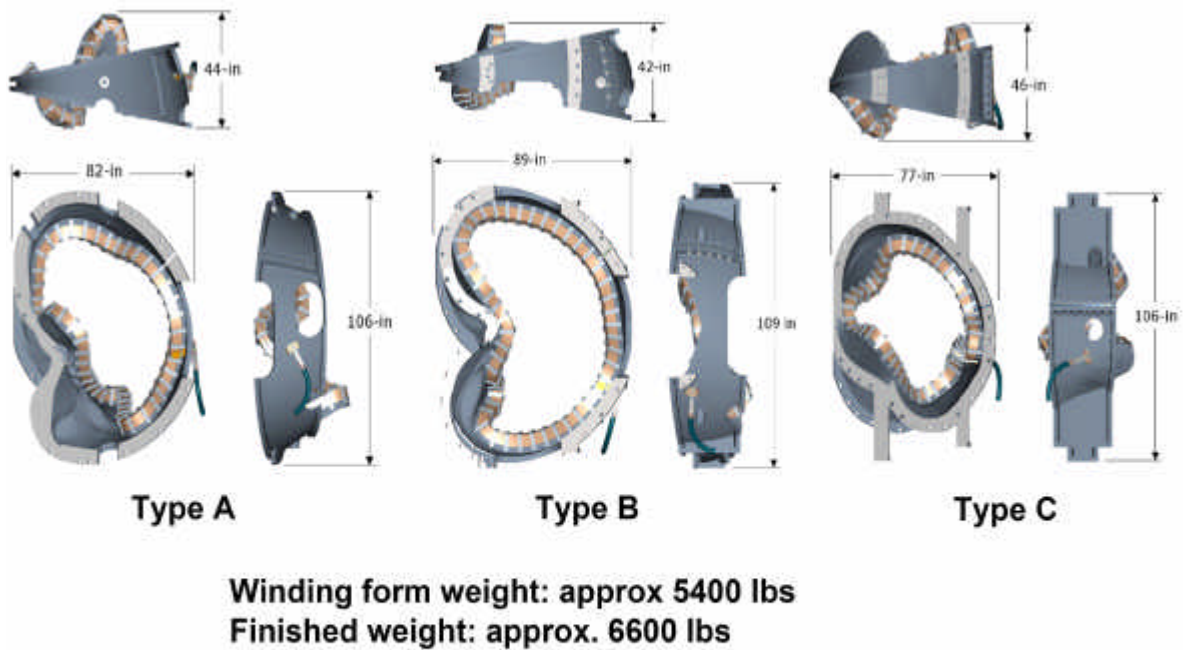 44-in
42-in
46-in
82-in
89-in
77-in
106-in
109 in
106-in
Type A
Type B
Type C
Winding form weight: approx 5400 lbs
Finished weight: approx. 6600 lbs